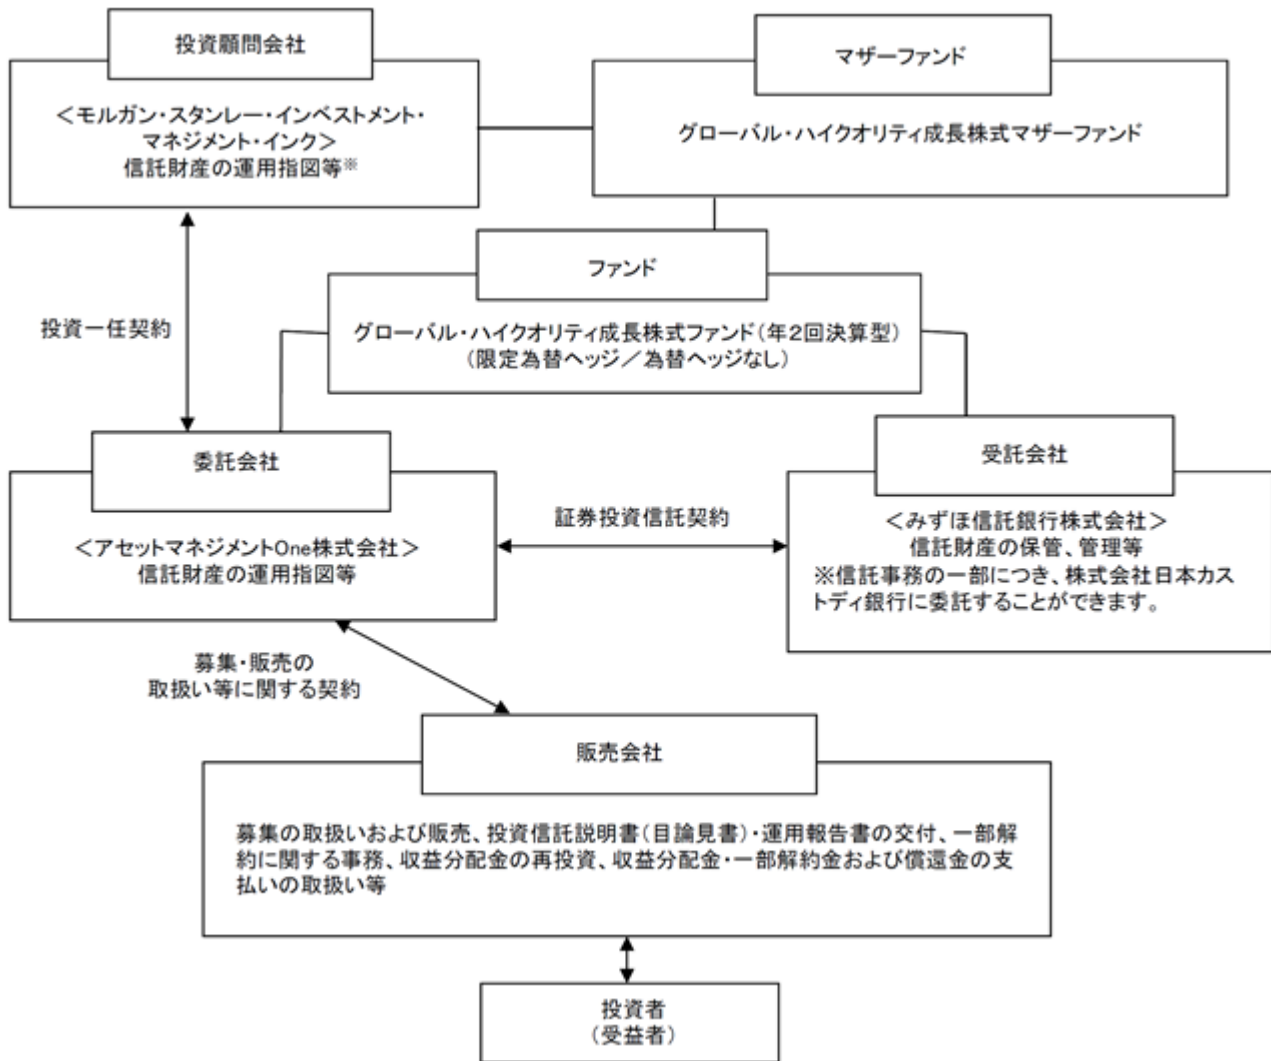 投資顧問会社
＜モルガン・スタンレー・インベストメント・
マネジメント・インク＞
信託財産の運用指図等※
マザーファンド
グローバル・ハイクオリティ成長株式マザーファンド
ファンド
グローバル・ハイクオリティ成長株式ファンド（年２回決算型）
（限定為替ヘッジ／為替ヘッジなし）
投資一任契約
委託会社
＜アセットマネジメントOne株式会社＞
信託財産の運用指図等
証券投資信託契約
受託会社
＜みずほ信託銀行株式会社＞
信託財産の保管、管理等
※信託事務の一部につき、株式会社日本カス
トディ銀行に委託することができます。
募集・販売の
取扱い等に関する契約
販売会社
募集の取扱いおよび販売、投資信託説明書（目論見書）・運用報告書の交付、一部解
約に関する事務、収益分配金の再投資、収益分配金・一部解約金および償還金の支
払いの取扱い等
投資者
（受益者）